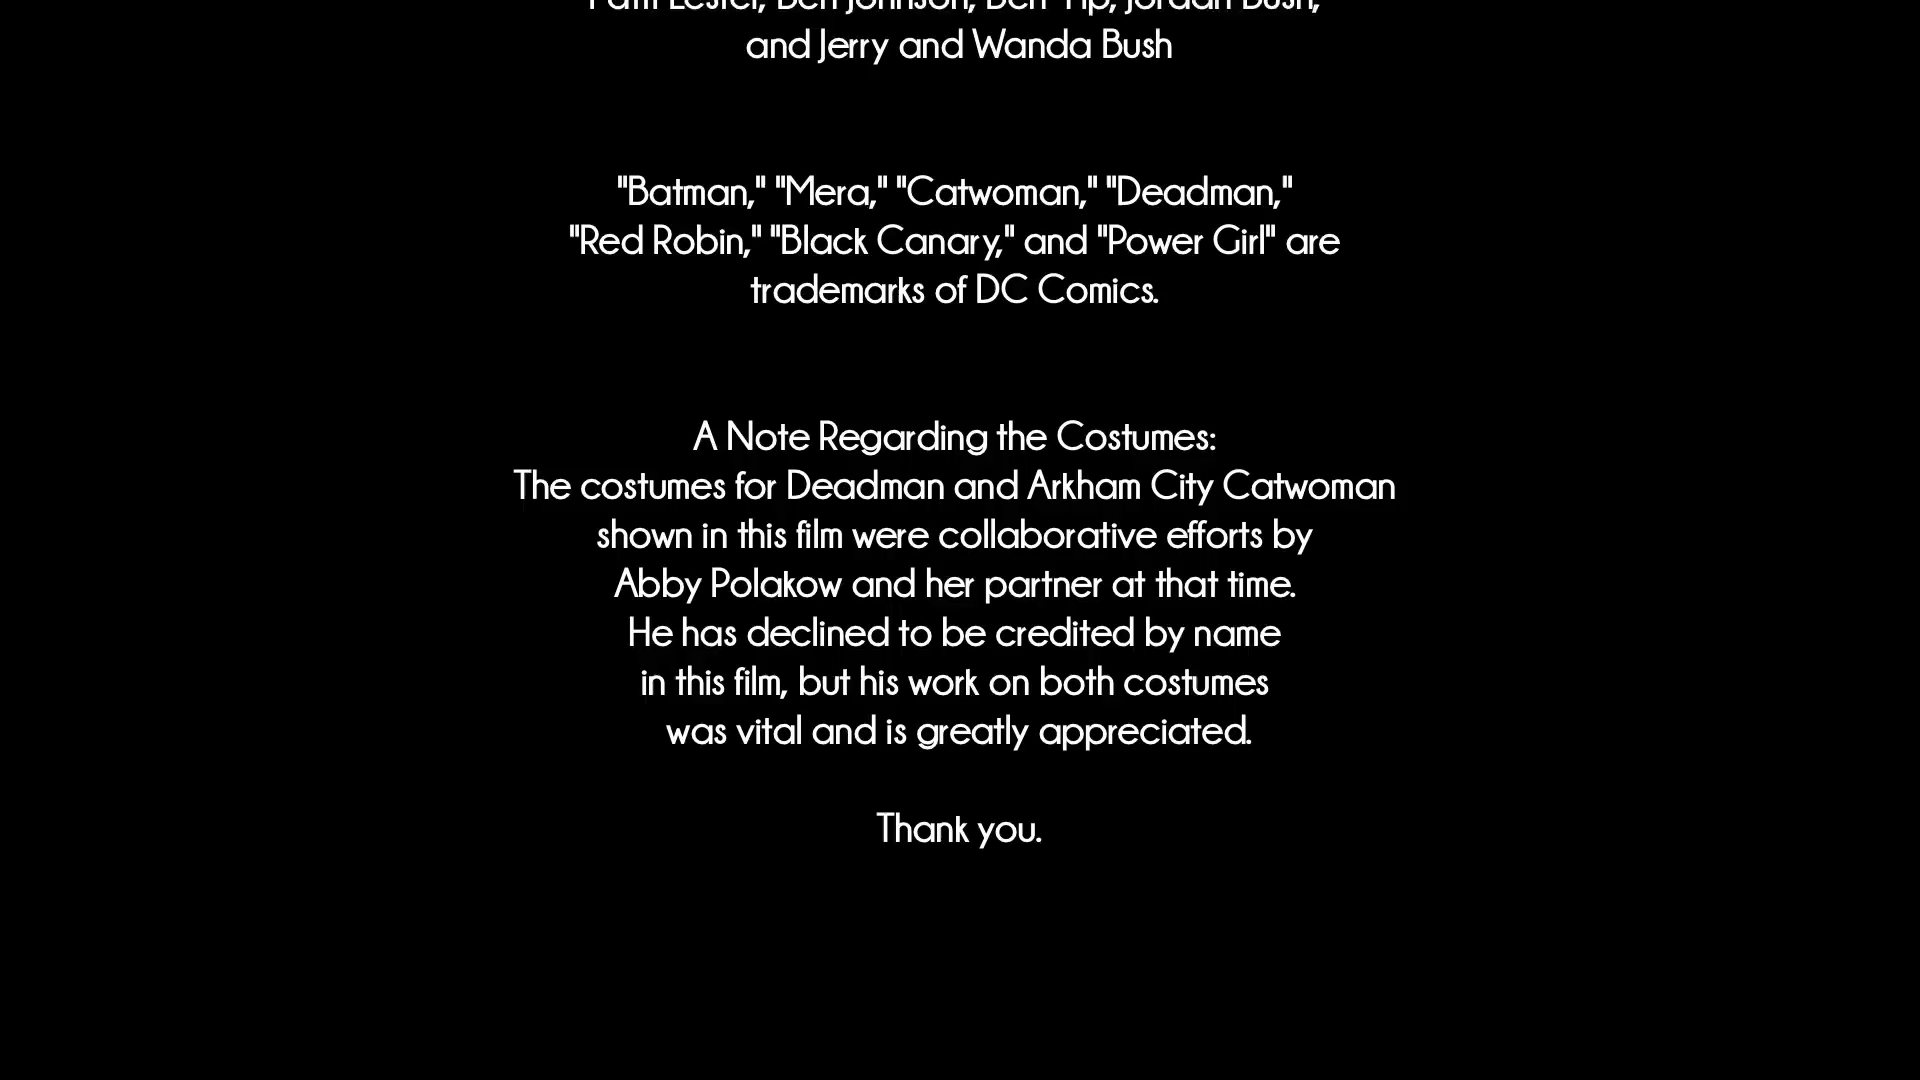 Patti Lester, Ben Johnson, Ben Yip, Jordan Bush,
and Jerry and Wanda Bush
"Batman," "Mera," "Catwoman," "Deadman,"
"Red Robin," "Black Canary," and "Power Girl" are
trademarks of DC Comics.
A Note Regarding the Costumes:
The costumes for Deadman and Arkham City Catwoman
shown in this film were collaborative efforts by
Abby Polakow and her partner at that time.
He has declined to be credited by name
in this film, but his work on both costumes
was vital and is greatly appreciated.
Thank you.